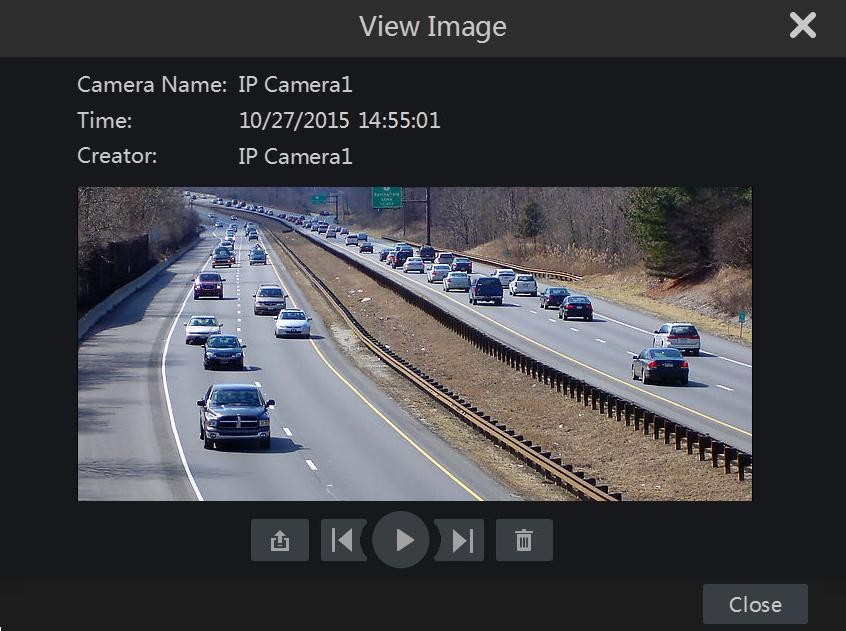 View Image
Camera Name: IP Camera1
Time: 10/27/2015 14:55:01
Creator: IP Camera1
Close